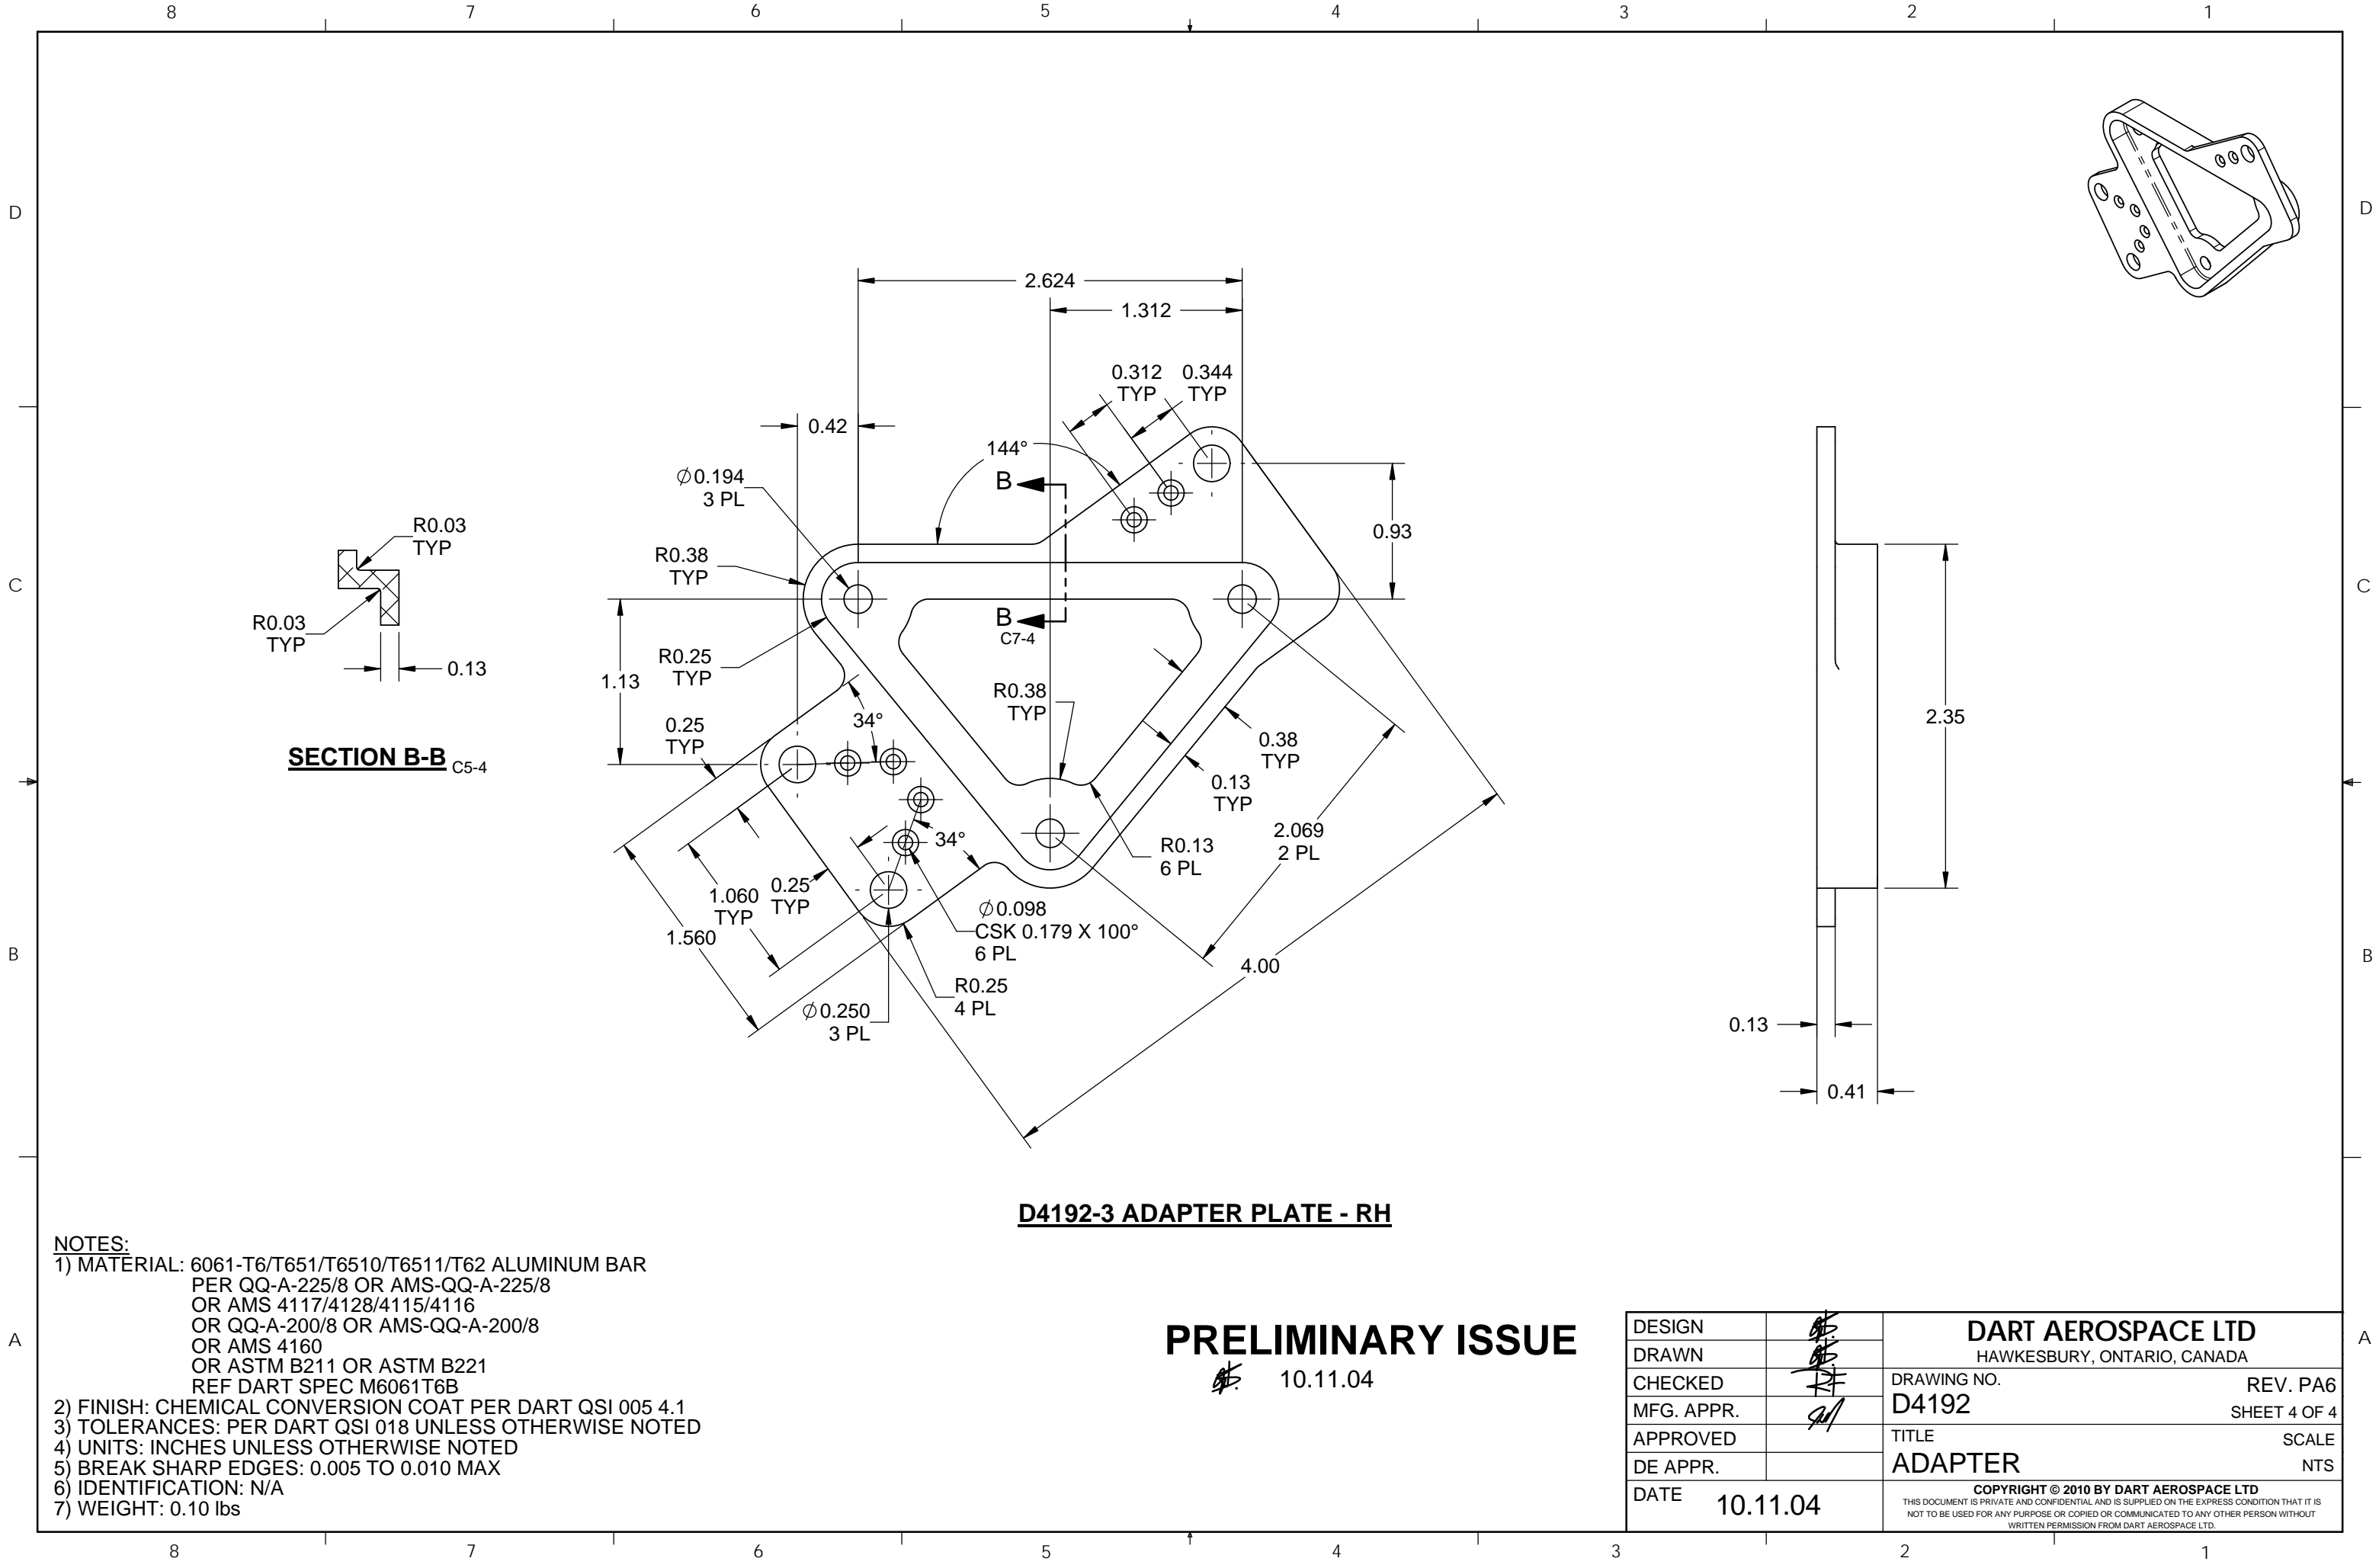 8 7 6 5 4 3 2 1
D
D
2.624
1.312
0.312
TYP
0.344
TYP
0.42
144°
∅0.194
3 PL
B
R0.03
TYP
0.93
R0.38
TYP
C
C
R0.03
TYP
B
C7-4
R0.25
TYP
0.13
1.13
R0.38
TYP
34°
0.25
TYP
2.35
0.38
TYP
SECTION B-B C5-4
0.13
TYP
2.069
2 PL
34°
R0.13
6 PL
1.060
TYP
0.25
TYP
1.560
∅0.098
CSK 0.179 X 100°
6 PL
B
B
4.00
R0.25
4 PL
∅0.250
3 PL
0.13
0.41
D4192-3 ADAPTER PLATE - RH
NOTES:
1) MATERIAL: 6061-T6/T651/T6510/T6511/T62 ALUMINUM BAR
PER QQ-A-225/8 OR AMS-QQ-A-225/8
OR AMS 4117/4128/4115/4116
OR QQ-A-200/8 OR AMS-QQ-A-200/8
OR AMS 4160
OR ASTM B211 OR ASTM B221
REF DART SPEC M6061T6B
2) FINISH: CHEMICAL CONVERSION COAT PER DART QSI 005 4.1
3) TOLERANCES: PER DART QSI 018 UNLESS OTHERWISE NOTED
4) UNITS: INCHES UNLESS OTHERWISE NOTED
5) BREAK SHARP EDGES: 0.005 TO 0.010 MAX
6) IDENTIFICATION: N/A
7) WEIGHT: 0.10 lbs
A
A
PRELIMINARY ISSUE
10.11.04
DESIGN
DRAWN
CHECKED
MFG. APPR.
APPROVED
DE APPR.
DATE 10.11.04
DART AEROSPACE LTD
HAWKESBURY, ONTARIO, CANADA
DRAWING NO.
D4192
REV. PA6
SHEET 4 OF 4
TITLE
ADAPTER
SCALE
NTS
COPYRIGHT © 2010 BY DART AEROSPACE LTD
THIS DOCUMENT IS PRIVATE AND CONFIDENTIAL AND IS SUPPLIED ON THE EXPRESS CONDITION THAT IT IS
NOT TO BE USED FOR ANY PURPOSE OR COPIED OR COMMUNICATED TO ANY OTHER PERSON WITHOUT
WRITTEN PERMISSION FROM DART AEROSPACE LTD.
8 7 6 5 4 3 2 1